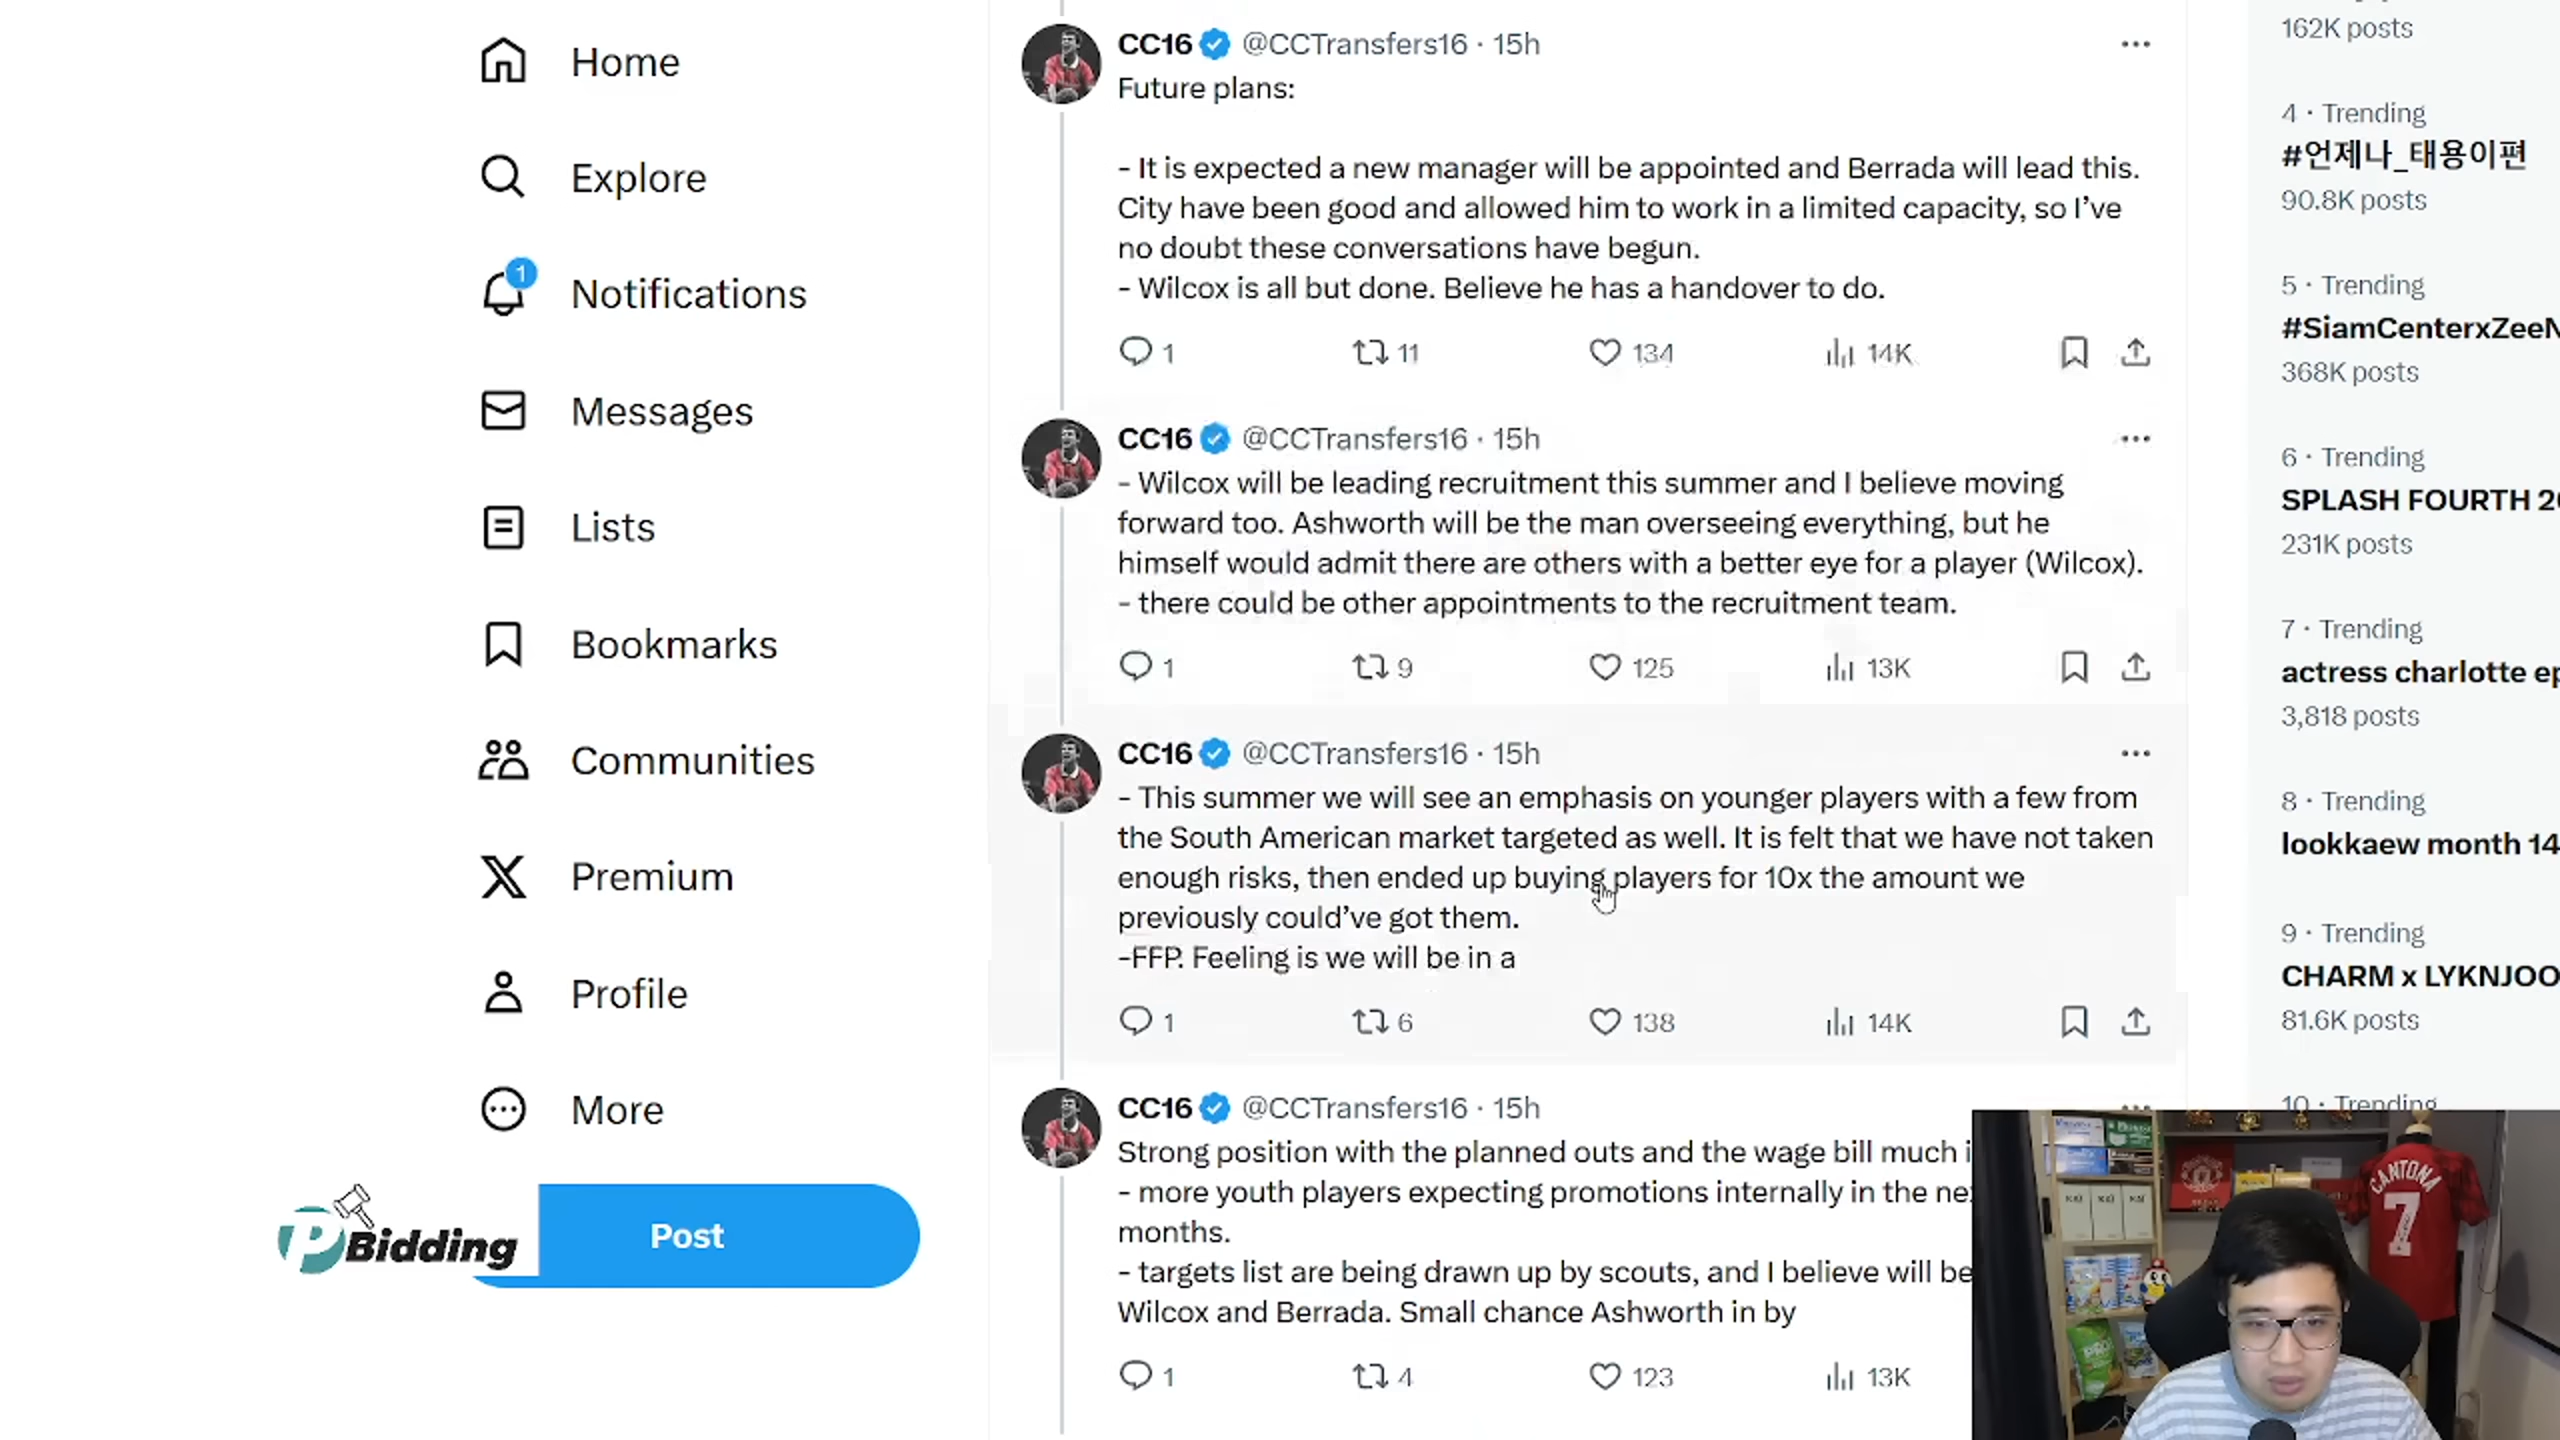 Home
Explore
1
Notifications
Messages
Lists
Bookmarks
Communities
Premium
Profile
More
Post
P Bidding
CC16 @CCTransfers16 · 15h
Future plans:
- It is expected a new manager will be appointed and Berrada will lead this.
City have been good and allowed him to work in a limited capacity, so I've
no doubt these conversations have begun.
- Wilcox is all but done. Believe he has a handover to do.
1 11 134 14K
CC16 @CCTransfers16 · 15h
- Wilcox will be leading recruitment this summer and I believe moving
forward too. Ashworth will be the man overseeing everything, but he
himself would admit there are others with a better eye for a player (Wilcox).
- there could be other appointments to the recruitment team.
1 9 125 13K
CC16 @CCTransfers16 · 15h
- This summer we will see an emphasis on younger players with a few from
the South American market targeted as well. It is felt that we have not taken
enough risks, then ended up buying players for 10x the amount we
previously could've got them.
-FFP. Feeling is we will be in a
1 6 138 14K
CC16 @CCTransfers16 · 15h
Strong position with the planned outs and the wage bill much
- more youth players expecting promotions internally in the
months.
- targets list are being drawn up by scouts, and I believe will be
Wilcox and Berrada. Small chance Ashworth in by
1 4 123 13K
162K posts
4 · Trending
#언제나_태용이편
90.8K posts
5 · Trending
#SiamCenterxZeeN
368K posts
6 · Trending
SPLASH FOURTH
231K posts
7 · Trending
actress charlotte ep
3,818 posts
8 · Trending
lookkaew month 14
9 · Trending
CHARM x LYKNJOO
81.6K posts
10 · Trending
CANTONA
7